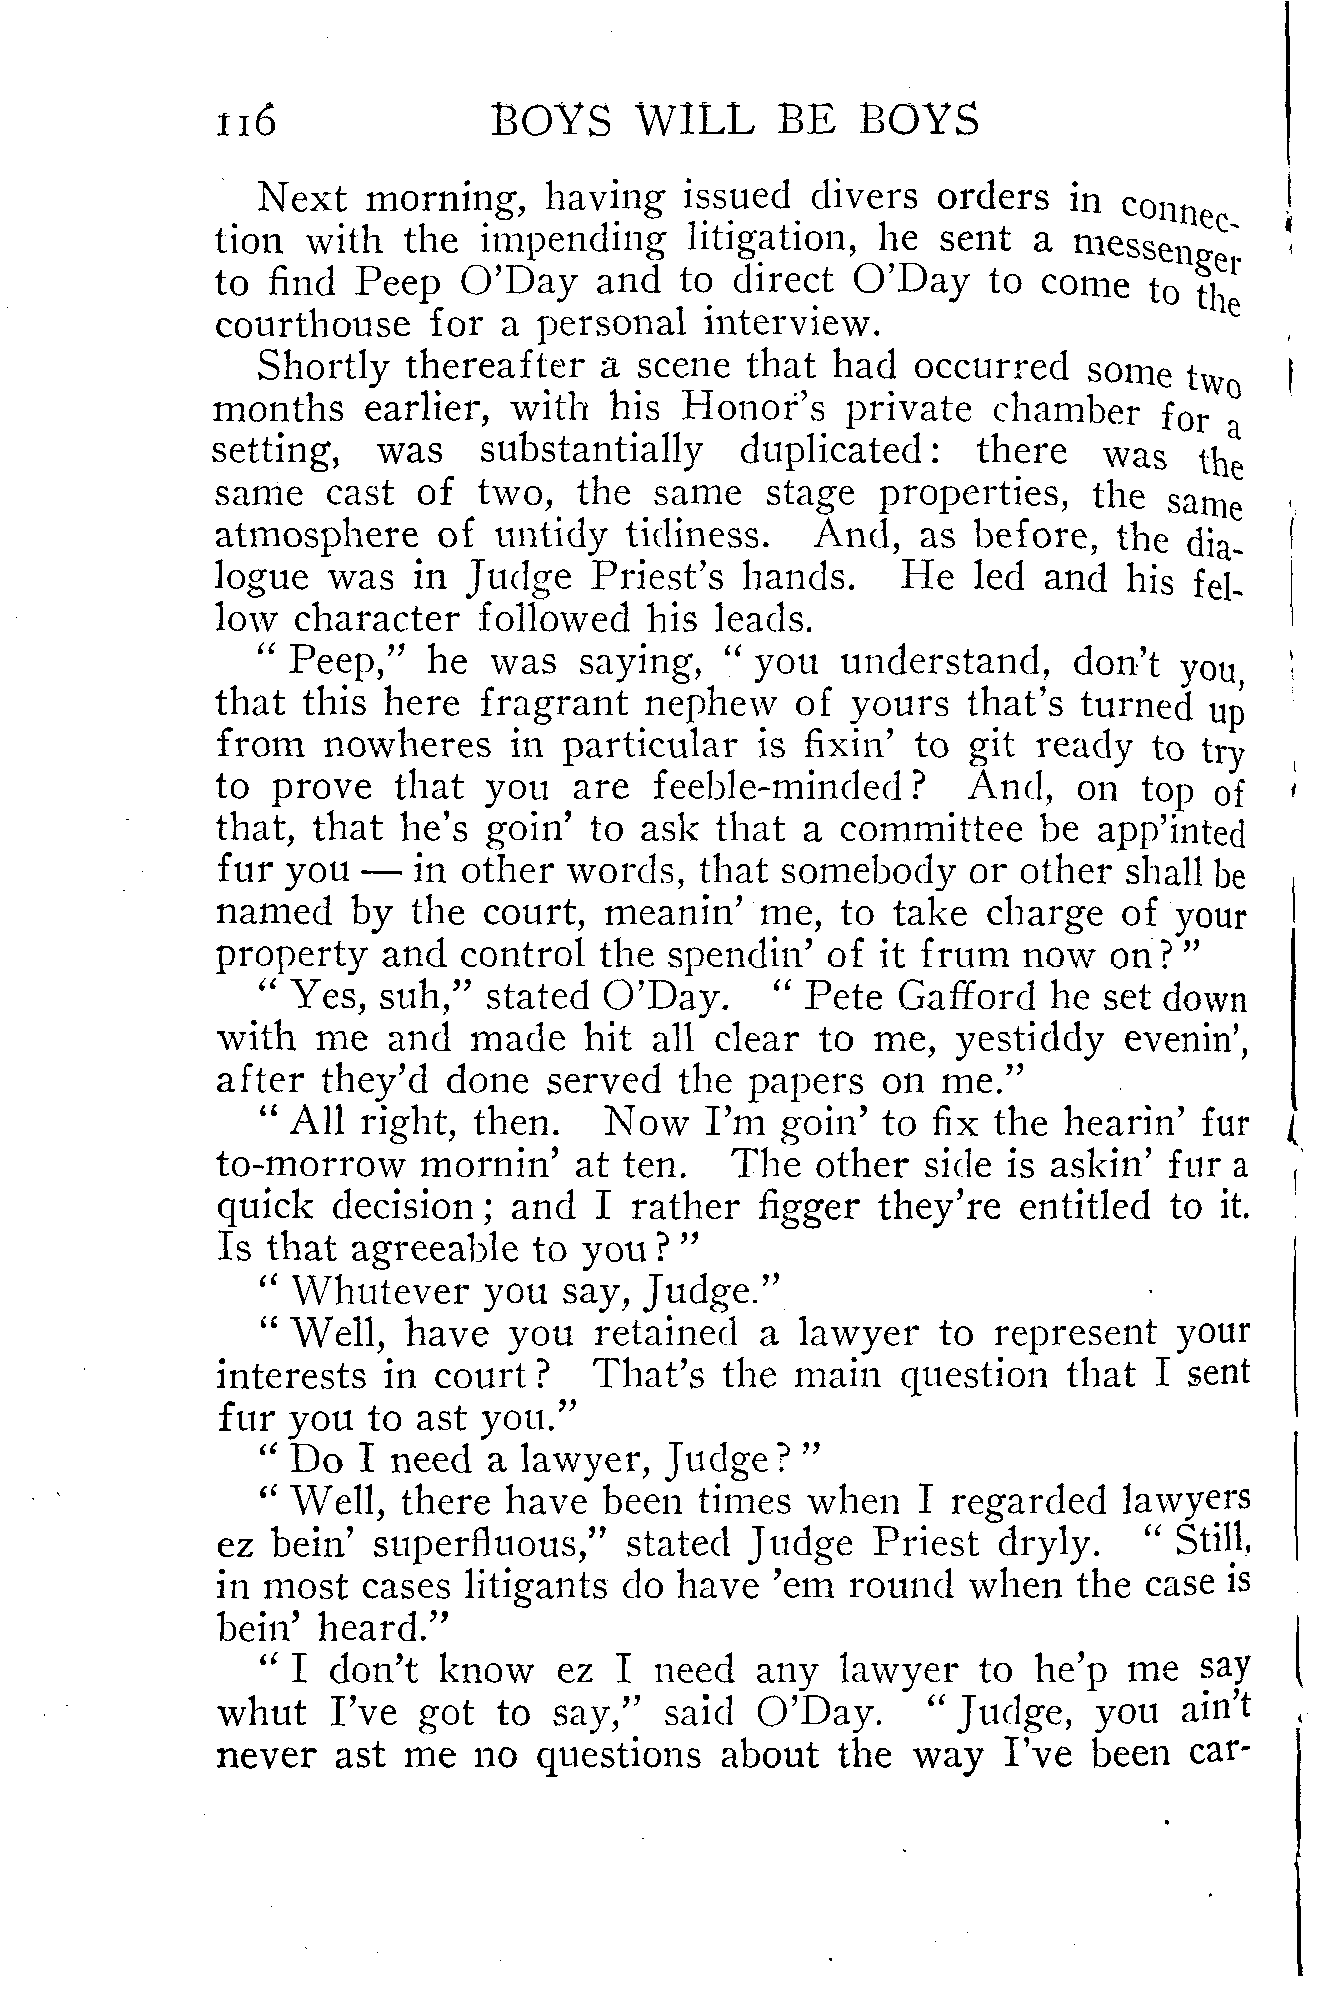 116 BOYS WILL BE BOYS
Next morning, having issued divers orders in connec-
tion with the impending litigation, he sent a messenger
to find Peep O'Day and to direct O'Day to come to the
courthouse for a personal interview.
Shortly thereafter a scene that had occurred some two
months earlier, with his Honor's private chamber for a
setting, was substantially duplicated: there was the
same cast of two, the same stage properties, the same
atmosphere of untidy tidiness. And, as before, the dia-
logue was in Judge Priest's hands. He led and his fel-
low character followed his leads.
" Peep," he was saying, " you understand, don't you,
that this here fragrant nephew of yours that's turned up
from nowheres in particular is fixin' to git ready to try
to prove that you are feeble-minded? And, on top of
that, that he's goin' to ask that a committee be app'inted
fur you — in other words, that somebody or other shall be
named by the court, meanin' me, to take charge of your
property and control the spendin' of it frum now on? "
" Yes, suh," stated O'Day. " Pete Gafford he set down
with me and made hit all clear to me, yestiddy evenin',
after they'd done served the papers on me."
" All right, then. Now I'm goin' to fix the hearin' fur
to-morrow mornin' at ten. The other side is askin' fur a
quick decision; and I rather figger they're entitled to it.
Is that agreeable to you? "
" Whutever you say, Judge."
" Well, have you retained a lawyer to represent your
interests in court? That's the main question that I sent
fur you to ast you."
" Do I need a lawyer, Judge? "
" Well, there have been times when I regarded lawyers
ez bein' superfluous," stated Judge Priest dryly. " Still,
in most cases litigants do have 'em round when the case is
bein' heard."
" I don't know ez I need any lawyer to he'p me say
whut I've got to say," said O'Day. " Judge, you ain't
never ast me no questions about the way I've been car-